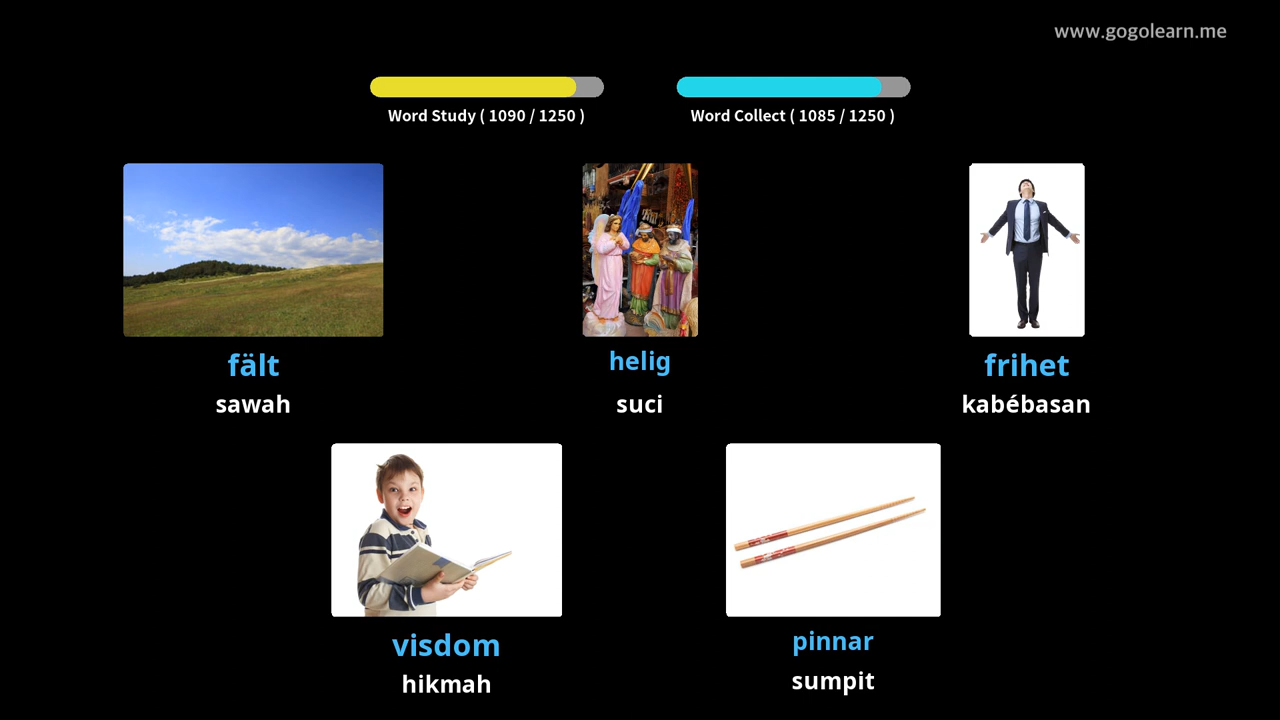 www.gogolearn.me
Word Study ( 1090 / 1250 )
Word Collect ( 1085 / 1250 )
fält
sawah
helig
suci
frihet
kabébasan
visdom
hikmah
pinnar
sumpit